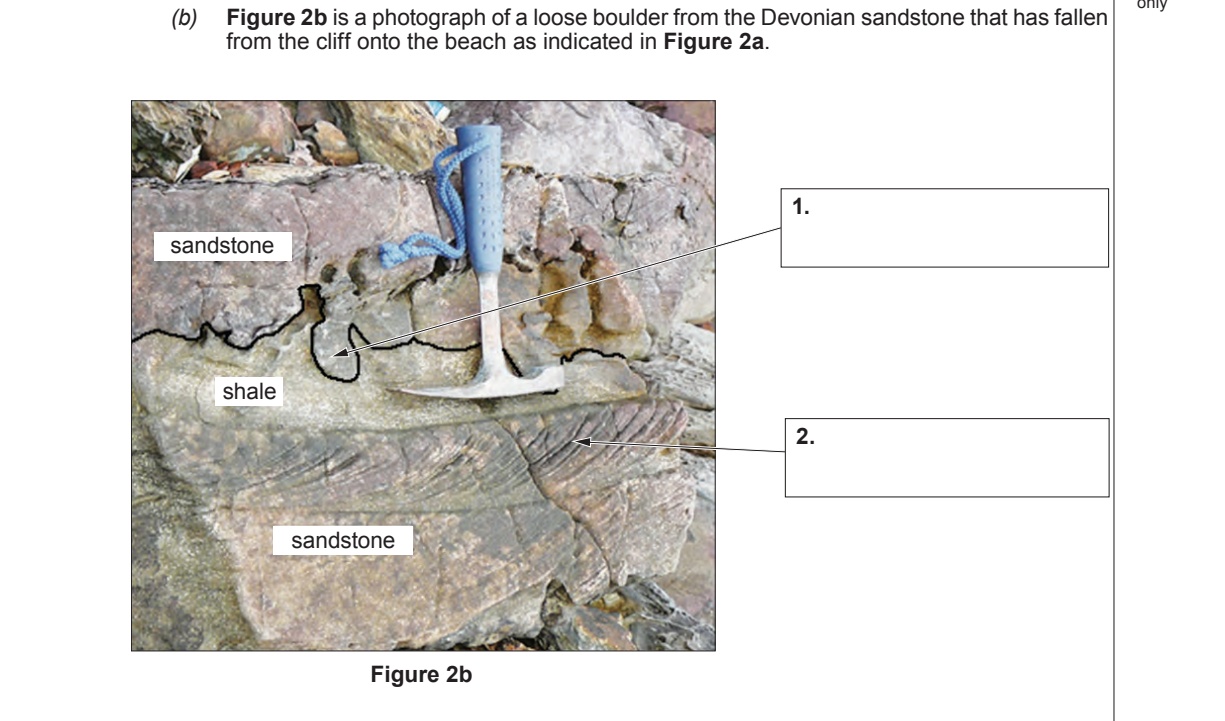 only
(b) Figure 2b is a photograph of a loose boulder from the Devonian sandstone that has fallen
from the cliff onto the beach as indicated in Figure 2a.
1.
sandstone
shale
2.
sandstone
Figure 2b